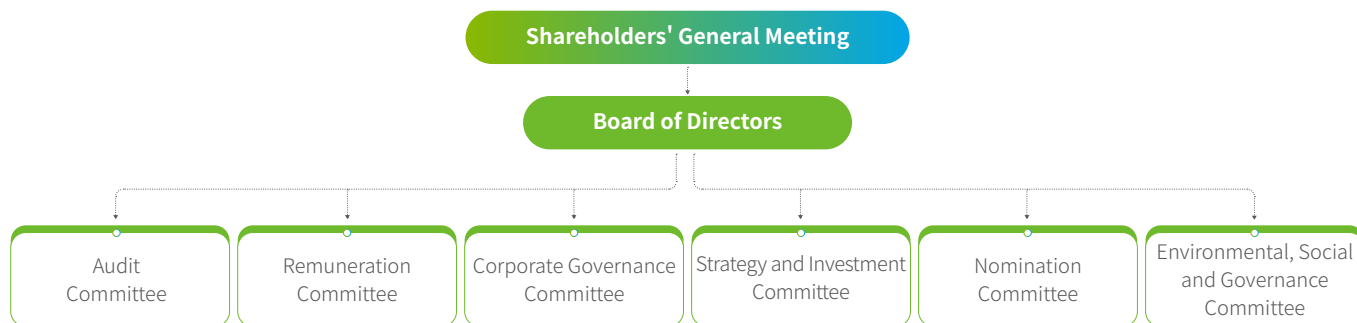 Shareholders' General Meeting
Board of Directors
Audit
Committee
Remuneration
Committee
Corporate Governance
Committee
Strategy and Investment
Committee
Nomination
Committee
Environmental, Social
and Governance
Committee